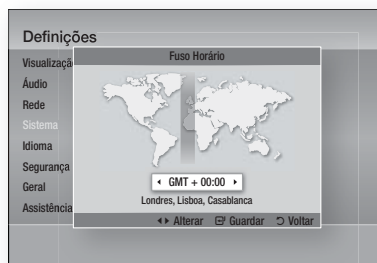 Definições
Fuso Horário
Visualizaçã
Áudio
Rede
Sistema
Idioma
Segurança
Geral
Assistência
GMT + 00:00
Londres, Lisboa, Casablanca
Alterar Guardar Voltar